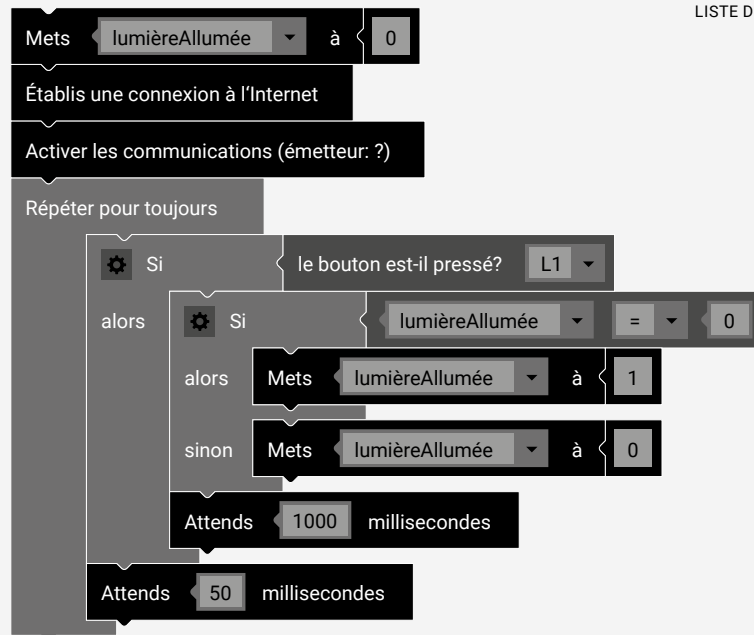 LISTE D
Mets lumièreAllumée à 0
Établis une connexion à l'Internet
Activer les communications (émetteur: ?)
Répéter pour toujours
Si le bouton est-il pressé? L1
alors Si lumièreAllumée = 0
alors Mets lumièreAllumée à 1
sinon Mets lumièreAllumée à 0
Attends 1000 millisecondes
Attends 50 millisecondes